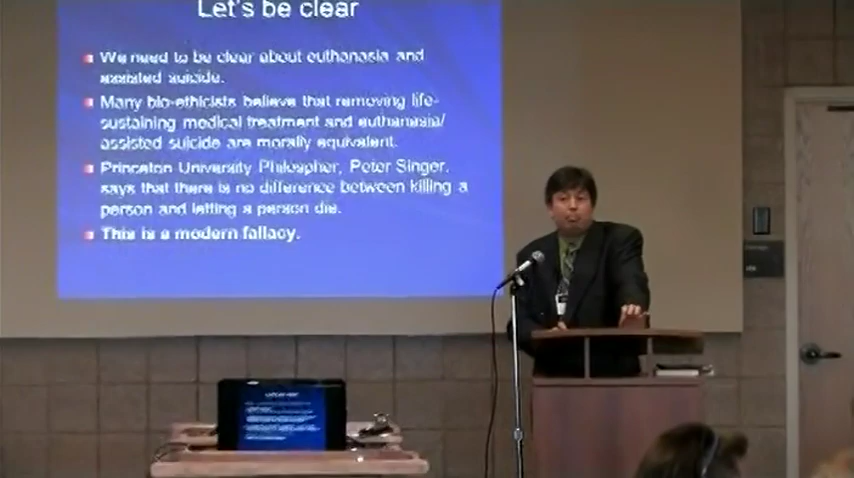 Let's be clear
We need to be clear about euthanasia and
assisted suicide.
Many bio-ethicists believe that removing life-
sustaining medical treatment and euthanasia/
assisted suicide are morally equivalent.
Princeton University Philospher, Peter Singer,
says that there is no difference between killing a
person and letting a person die.
This is a modern fallacy.